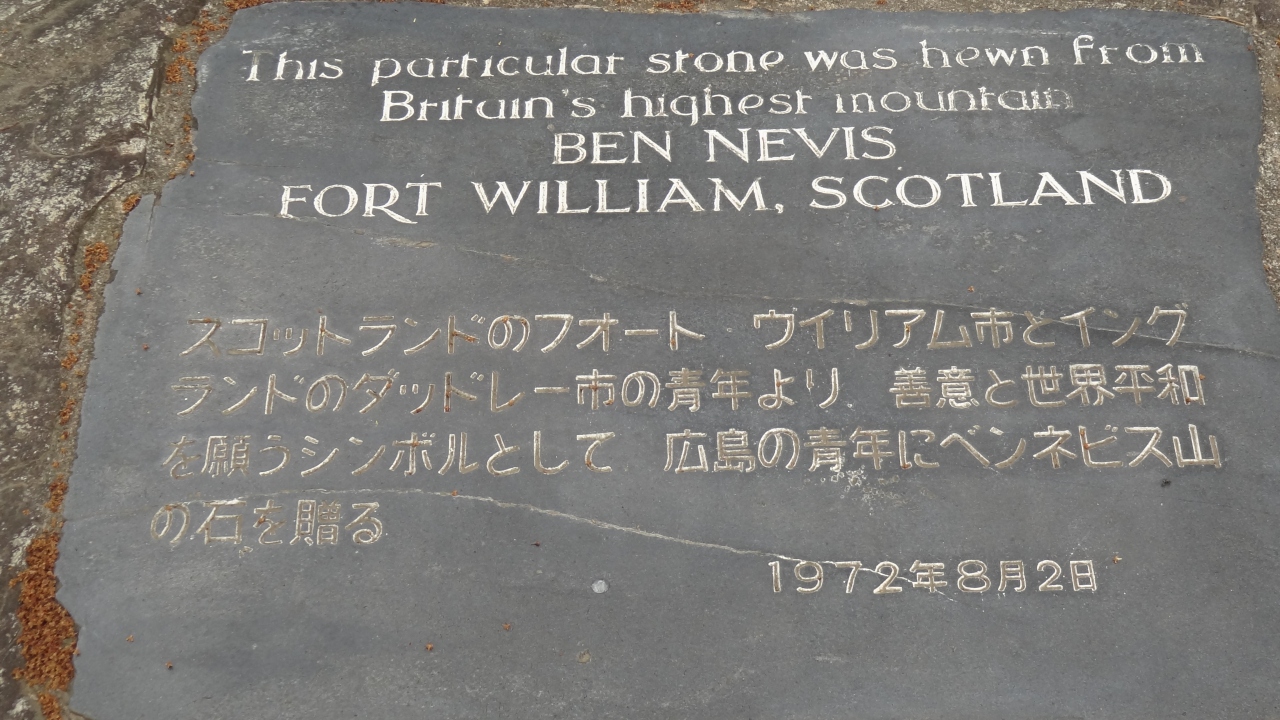 This particular stone was hewn from
Britain's highest mountain
BEN NEVIS
FORT WILLIAM, SCOTLAND
スコットランドのフオート ウイリアム市とイング
ランドのダッドレー市の青年より 善意と世界平和
を願うシンボルとして 広島の青年にベンネビス山
の石を贈る
1972年8月2日